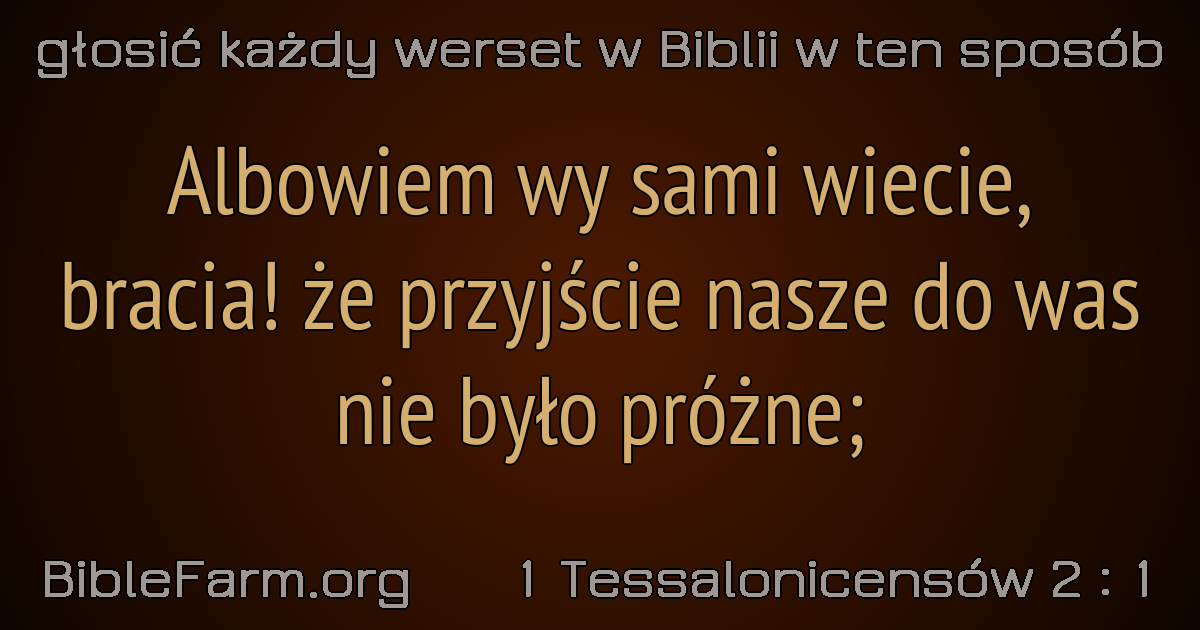 głosić każdy werset w Biblii w ten sposób
Albowiem wy sami wiecie,
bracia! że przyjście nasze do was
nie było próżne;
BibleFarm.org 1 Tessalonicensów 2 : 1